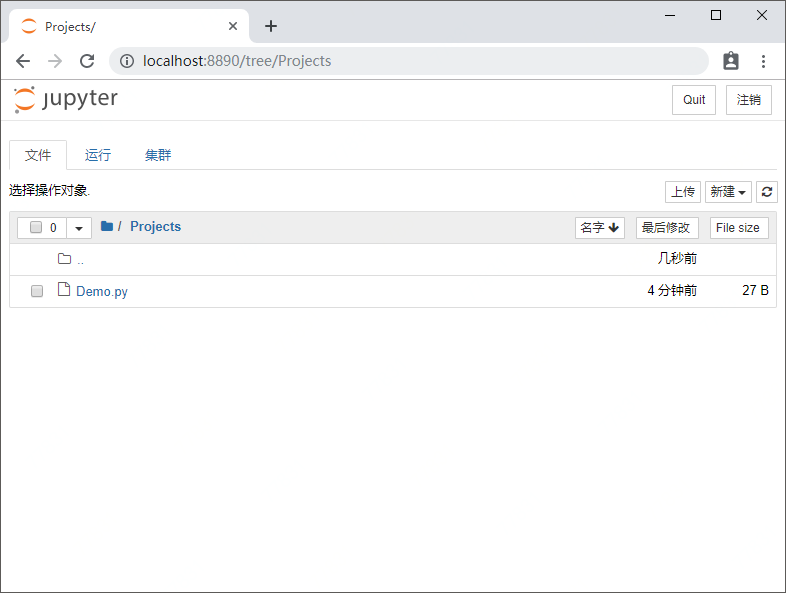 Projects/
localhost:8890/tree/Projects
jupyter
Quit 注销
文件 运行 集群
选择操作对象.
上传 新建
0 / Projects 名字 最后修改 File size
.. 几秒前
Demo.py 4 分钟前 27 B